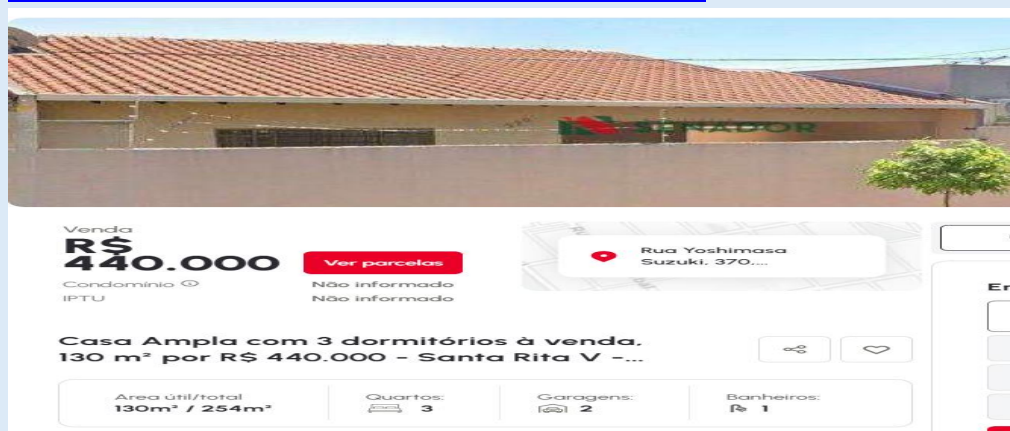 SENADOR
Venda
R$
440.000
Ver parcelas
Condomínio
Não informado
IPTU
Não informado
Rua Yoshimasa
Suzuki, 370,...
Casa Ampla com 3 dormitórios à venda,
130 m² por R$ 440.000 - Santa Rita V -...
Área útil/total
130m² / 254m²
Quartos:
3
Garagens:
2
Banheiros:
1